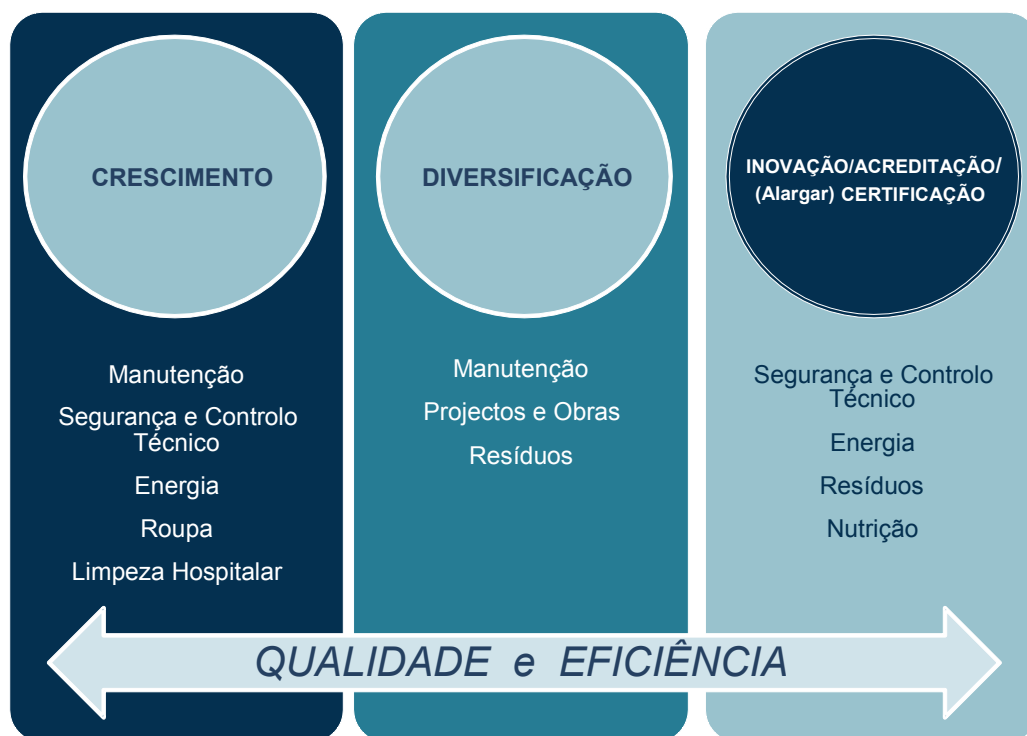 CRESCIMENTO
Manutenção
Segurança e Controlo
Técnico
Energia
Roupa
Limpeza Hospitalar
DIVERSIFICAÇÃO
Manutenção
Projectos e Obras
Resíduos
INOVAÇÃO/ACREDITAÇÃO/
(Alargar) CERTIFICAÇÃO
Segurança e Controlo
Técnico
Energia
Resíduos
Nutrição
QUALIDADE e EFICIÊNCIA